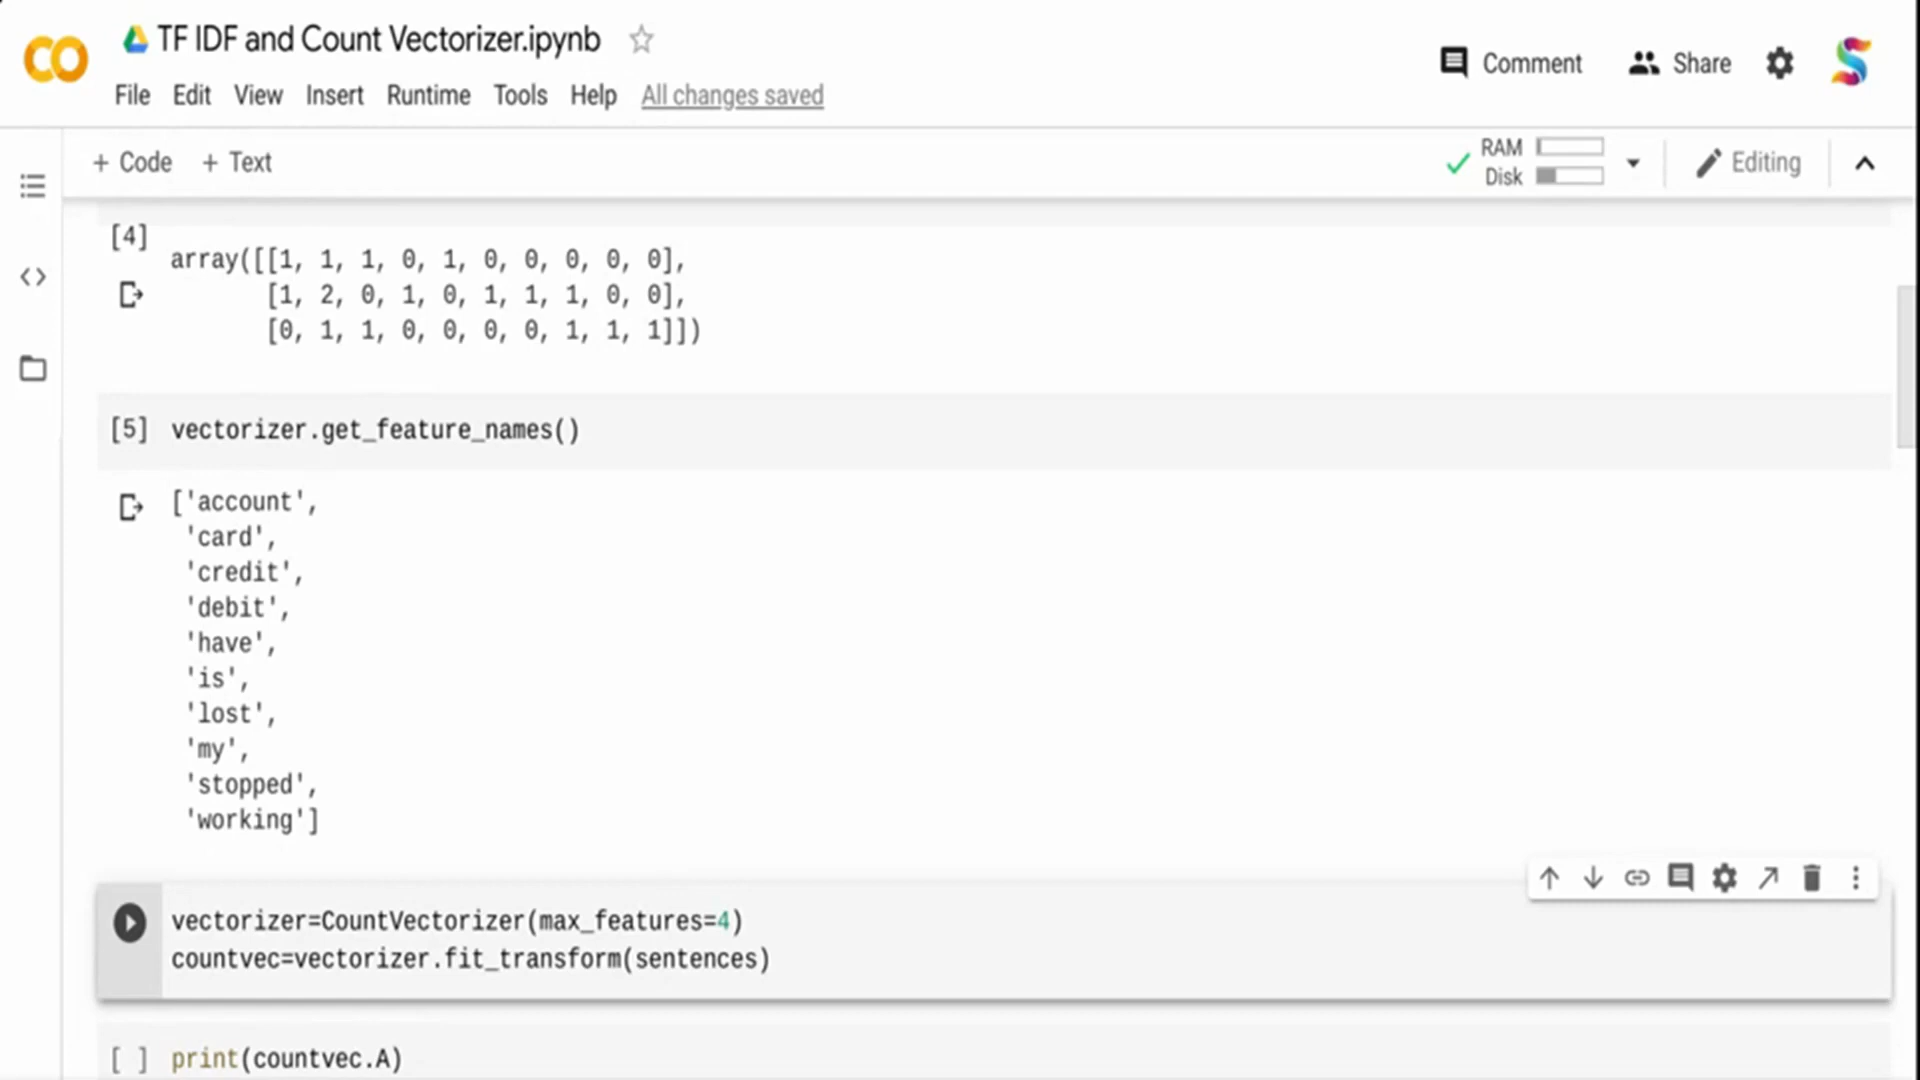 TF IDF and Count Vectorizer.ipynb
File Edit View Insert Runtime Tools Help All changes saved
Comment Share
+ Code + Text
RAM
Disk
Editing
[4]
array([[1, 1, 1, 0, 1, 0, 0, 0, 0, 0],
[1, 2, 0, 1, 0, 1, 1, 1, 0, 0],
[0, 1, 1, 0, 0, 0, 0, 1, 1, 1]])
[5] vectorizer.get_feature_names()
['account',
'card',
'credit',
'debit',
'have',
'is',
'lost',
'my',
'stopped',
'working']
vectorizer=CountVectorizer(max_features=4)
countvec=vectorizer.fit_transform(sentences)
[ ] print(countvec.A)